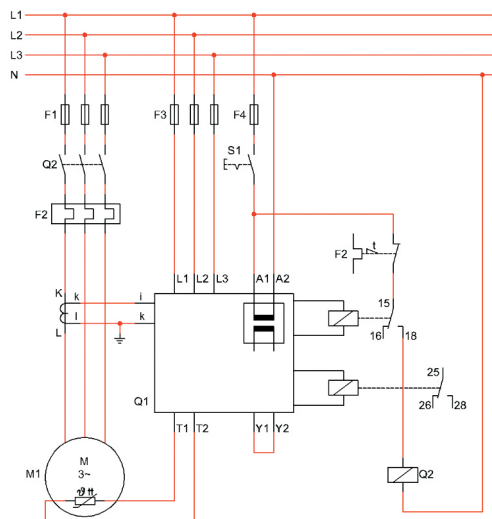 L1
L2
L3
N
F1
F3
F4
S1
Q2
F2
F2
t
L1
L2
L3
A1
A2
K
k
i
l
k
L
15
16
18
25
26
28
Q1
T1
T2
Y1
Y2
M1
M
3~
ϑ
Q2